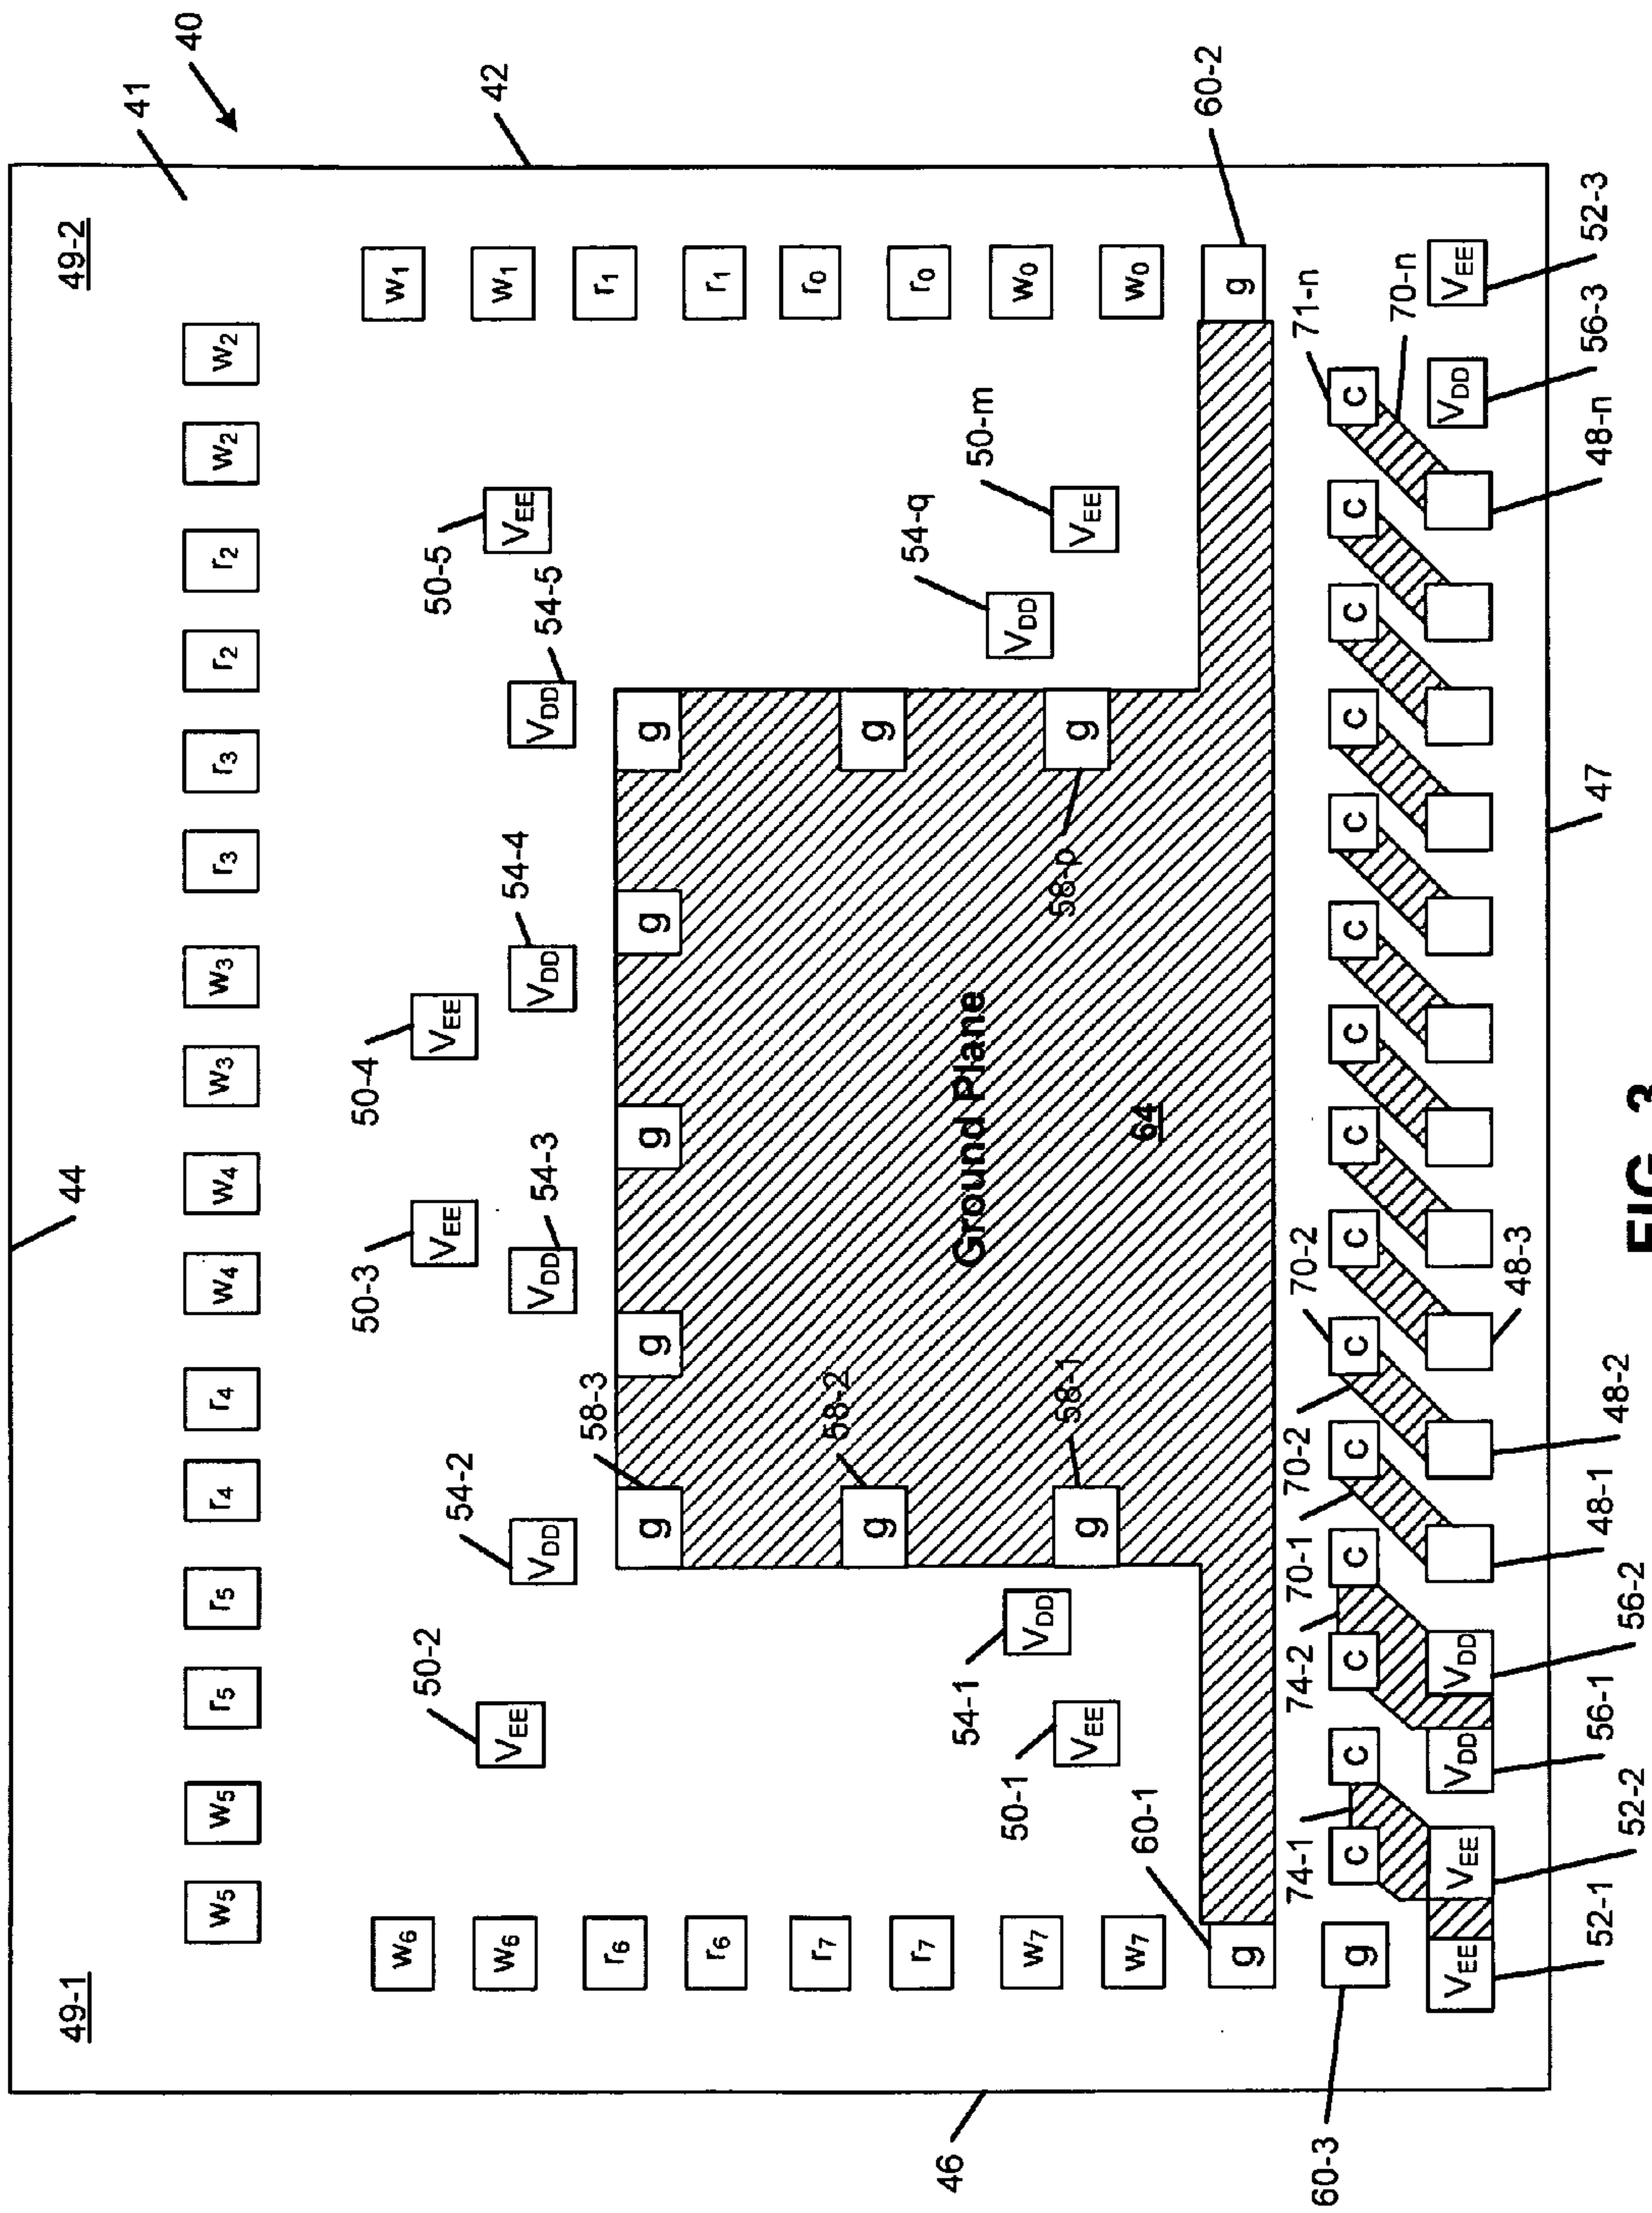 49-1 44 49-2
41
40
w5 w5 r5 r5 r4 r4 w4 w4 w3 w3 r3 r3 r2 r2 w2 w2
50-3 50-4
w6 w1
50-2 50-5
VEE VEE
54-2 42
w6 VEE 54-4 VEE w1
VDD VDD VDD VDD
54-3 54-5
58-3
r6 r1
g g g g g
r6 r1
r7 58-2 r0
g g
r7 54-q r0
46 54-1 Ground Plane 50-m
50-1
w7 VDD VDD w0
58-1 58-p
VEE g g VEE
w7 w0
60-1 64
60-2
g g
74-1 74-2 70-1 70-2 70-2 71-n
60-3
g C C C C C C C C C C C C C C C
70-n
VEE VEE VDD VDD VDD VEE
48-3
52-1 56-1 48-1 47 48-n 56-3 52-3
52-2 56-2 48-2
FIG. 3